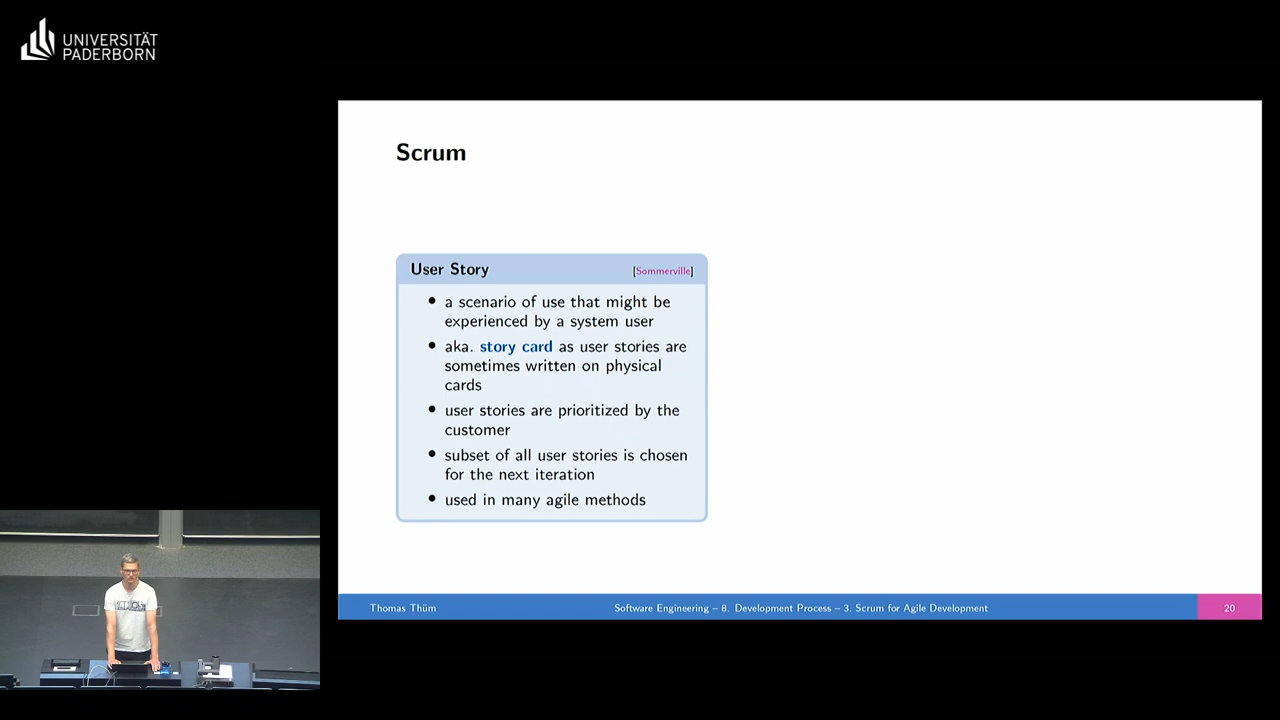 UNIVERSITÄT
PADERBORN
Scrum
User Story [Sommerville]
• a scenario of use that might be
experienced by a system user
• aka. story card as user stories are
sometimes written on physical
cards
• user stories are prioritized by the
customer
• subset of all user stories is chosen
for the next iteration
• used in many agile methods
Thomas Thüm Software Engineering – 8. Development Process – 3. Scrum for Agile Development 20